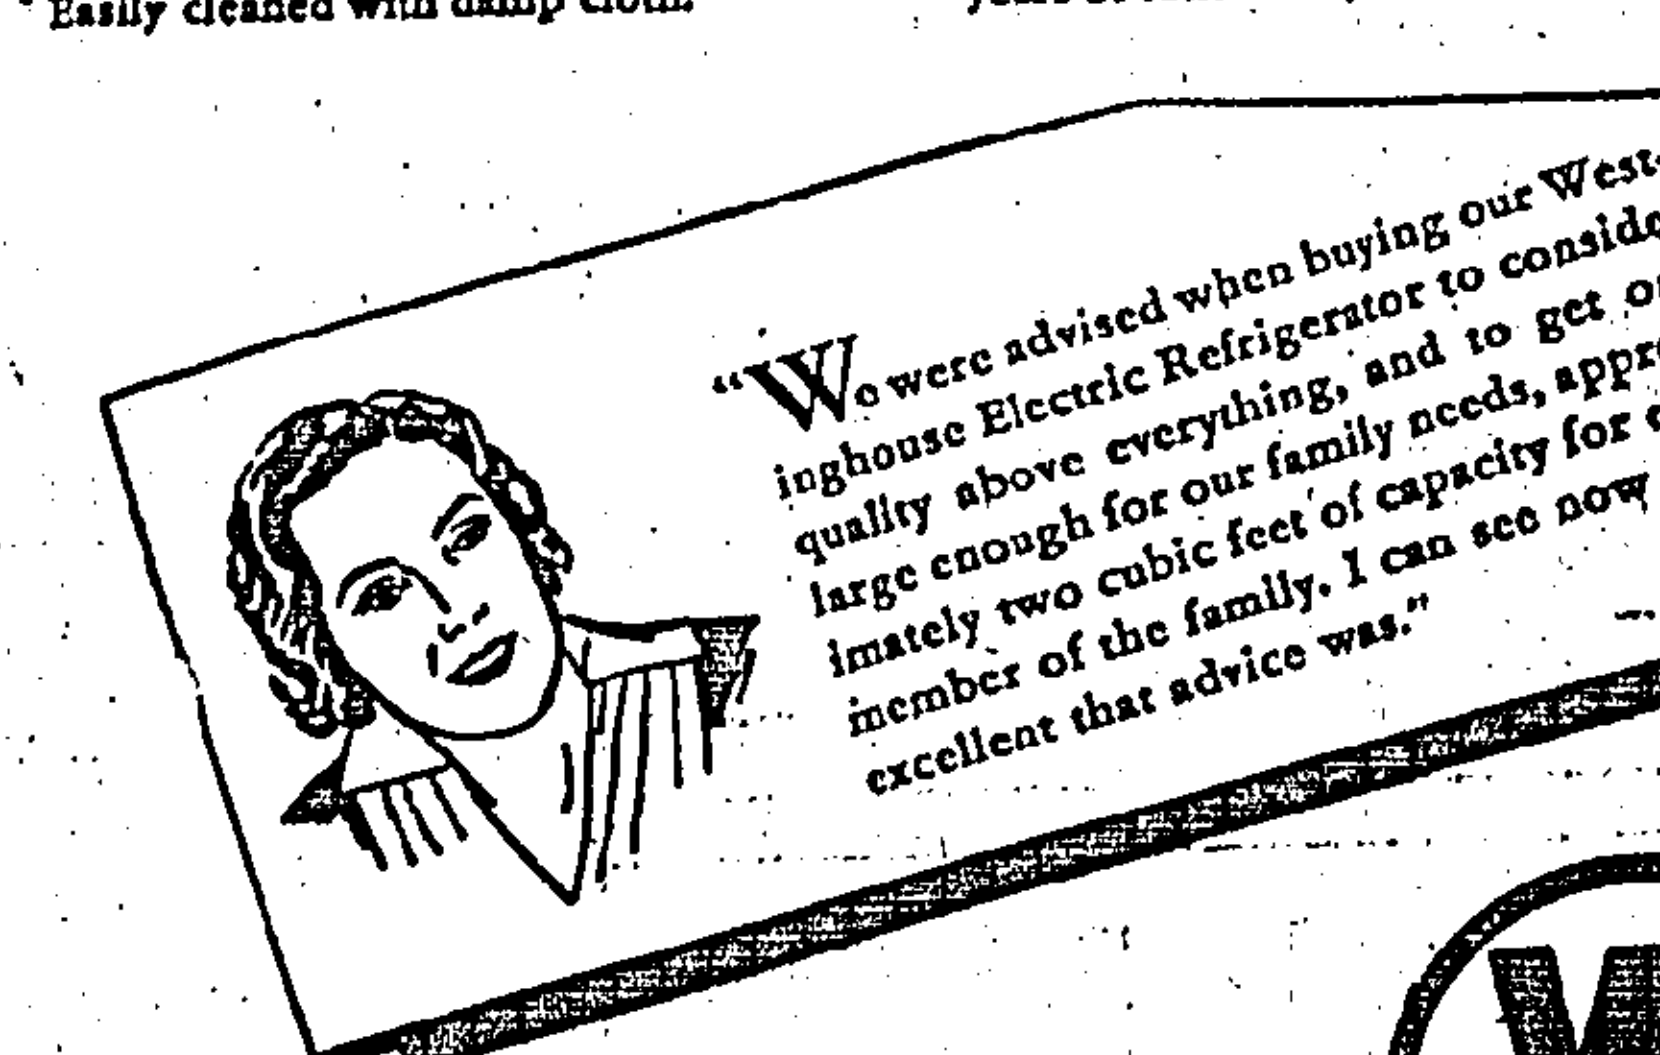 Easily cleaned with damp cloth.
"We were advised when buying our West-
inghouse Electric Refrigerator to conside
quality above everything, and to get o
large enough for our family needs, appr
imately two cubic feet of capacity for
member of the family. I can see now
excellent that advice was."
W